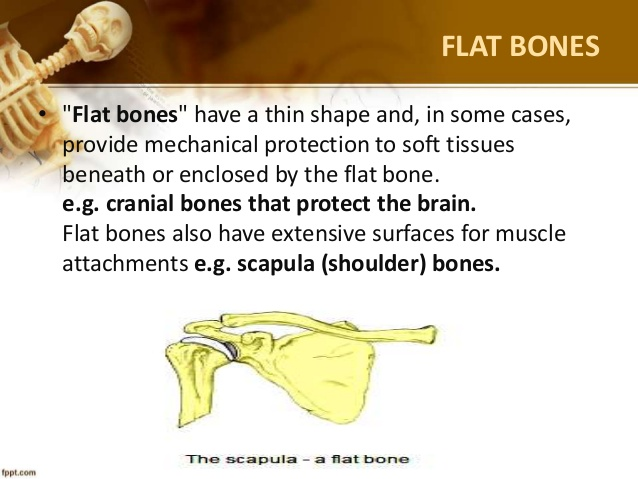 FLAT BONES
• "Flat bones" have a thin shape and, in some cases,
provide mechanical protection to soft tissues
beneath or enclosed by the flat bone.
e.g. cranial bones that protect the brain.
Flat bones also have extensive surfaces for muscle
attachments e.g. scapula (shoulder) bones.
The scapula - a flat bone
fppt.com